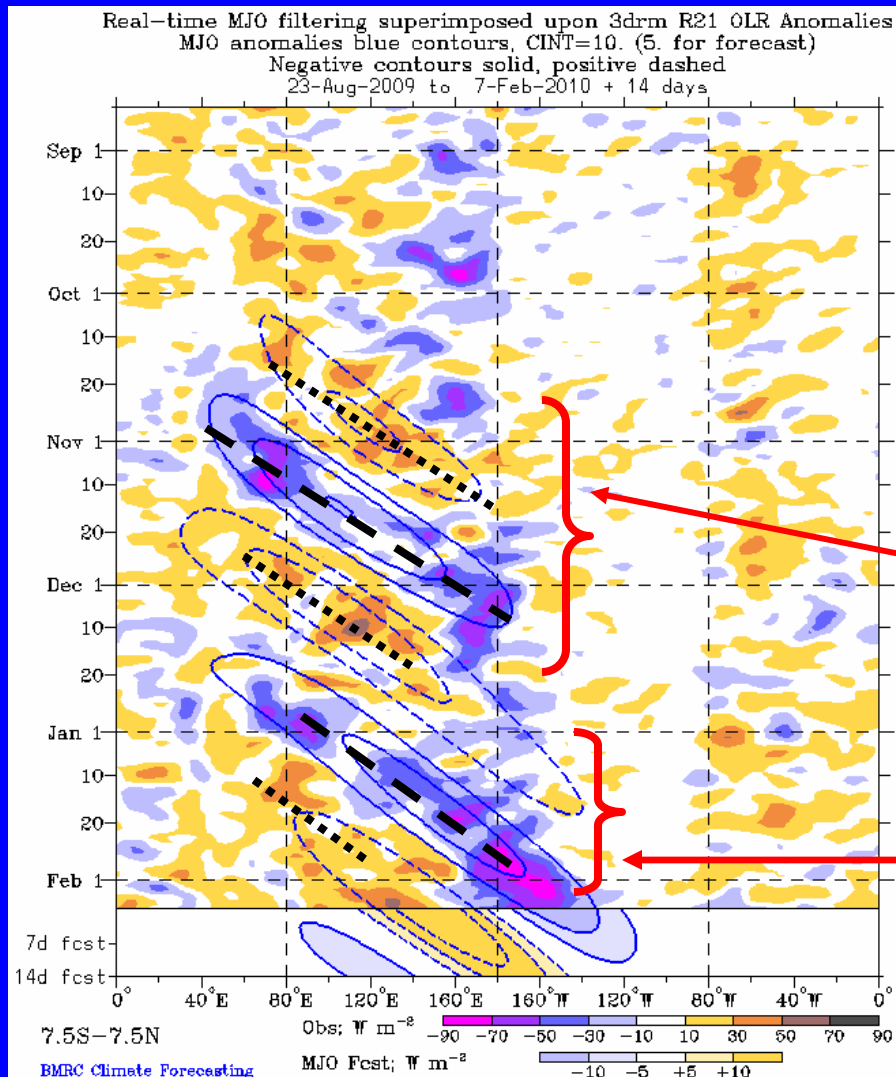 Real-time MJO filtering superimposed upon 3drm R21 OLR Anomalies
MJO anomalies blue contours, CINT=10. (5. for forecast)
Negative contours solid, positive dashed
23-Aug-2009 to 7-Feb-2010 + 14 days
Sep 1
10
20
Oct 1
10
20
Nov 1
10
20
Dec 1
10
20
Jan 1
10
20
Feb 1
7d fcst
14d fcst
0° 40°E 80°E 120°E 160°E 160°W 120°W 80°W 40°W 0°
7.5S-7.5N
Obs; W m⁻²
-90 -70 -50 -30 -10 10 30 50 70 90
BMRC Climate Forecasting
MJO Fcst; W m⁻²
-10 -5 +5 +10